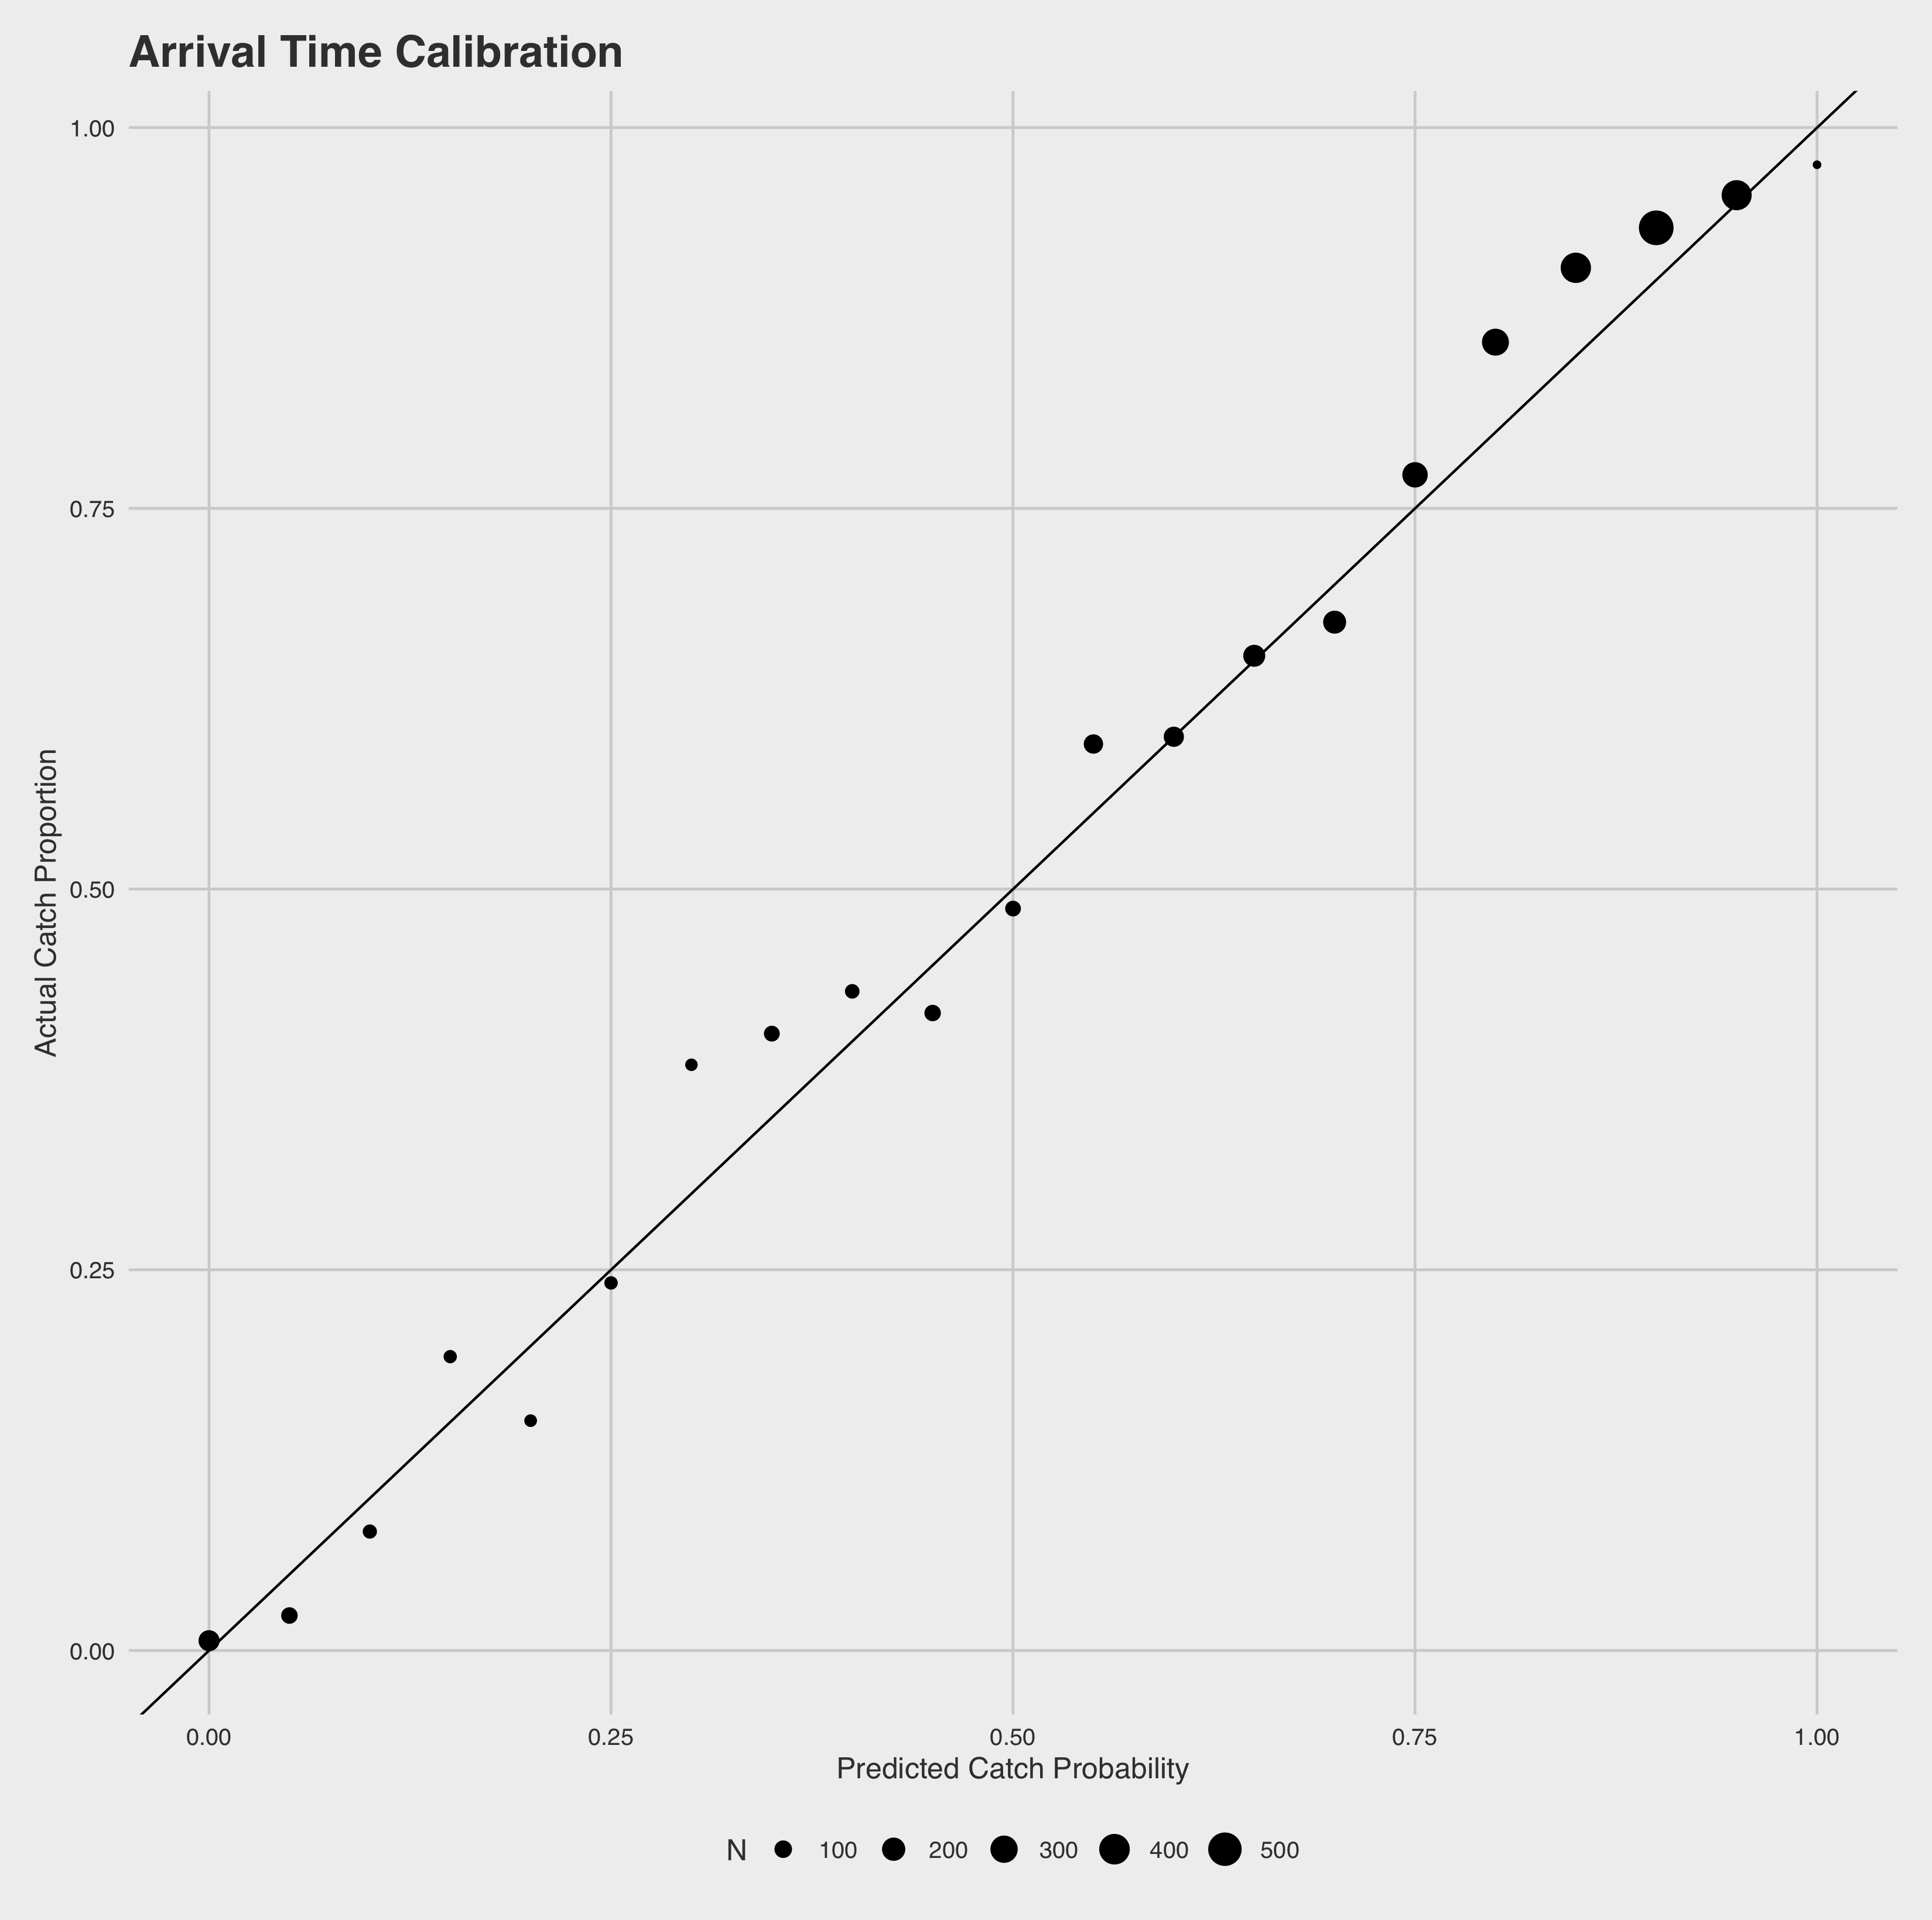 Arrival Time Calibration
1.00
0.75
0.50
0.25
0.00
Actual Catch Proportion
0.00 0.25 0.50 0.75 1.00
Predicted Catch Probability
N 100 200 300 400 500